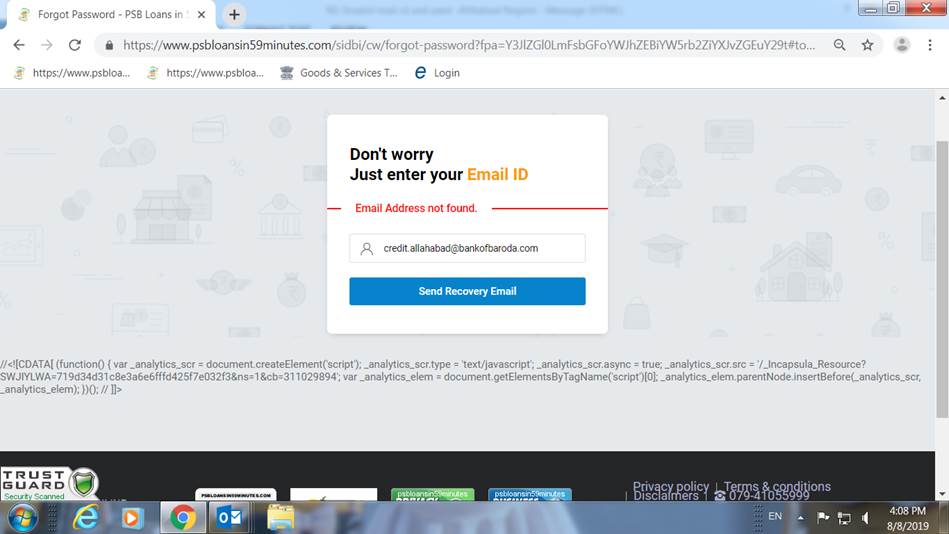 Forgot Password - PSB Loans in
https://www.psbloansin59minutes.com/sidbi/cw/forgot-password?fpa=Y3JlZGl0LmFsbGFoYWJhZEBiYW5rb2ZiYXJvZGEuY29t#to...
https://www.psbloa...
https://www.psbloa...
Goods & Services T...
Login
Don't worry
Just enter your Email ID
Email Address not found.
credit.allahabad@bankofbaroda.com
Send Recovery Email
//<![CDATA[ (function() { var _analytics_scr = document.createElement('script'); _analytics_scr.type = 'text/javascript'; _analytics_scr.async = true; _analytics_scr.src = '/_Incapsula_Resource?
SWJIYLWA=719d34d31c8e3a6e6fffd425f7e032f3&ns=1&cb=311029894'; var _analytics_elem = document.getElementsByTagName('script')[0]; _analytics_elem.parentNode.insertBefore(_analytics_scr,
_analytics_elem); })(); // ]]>
TRUST
GUARD
Security Scanned
PSBLOANSIN59MINUTES.COM
psbloansin59minutes
psbloansin59minutes
Privacy policy | Terms & conditions
| Disclaimers | 079-41055999
EN
4:08 PM
8/8/2019